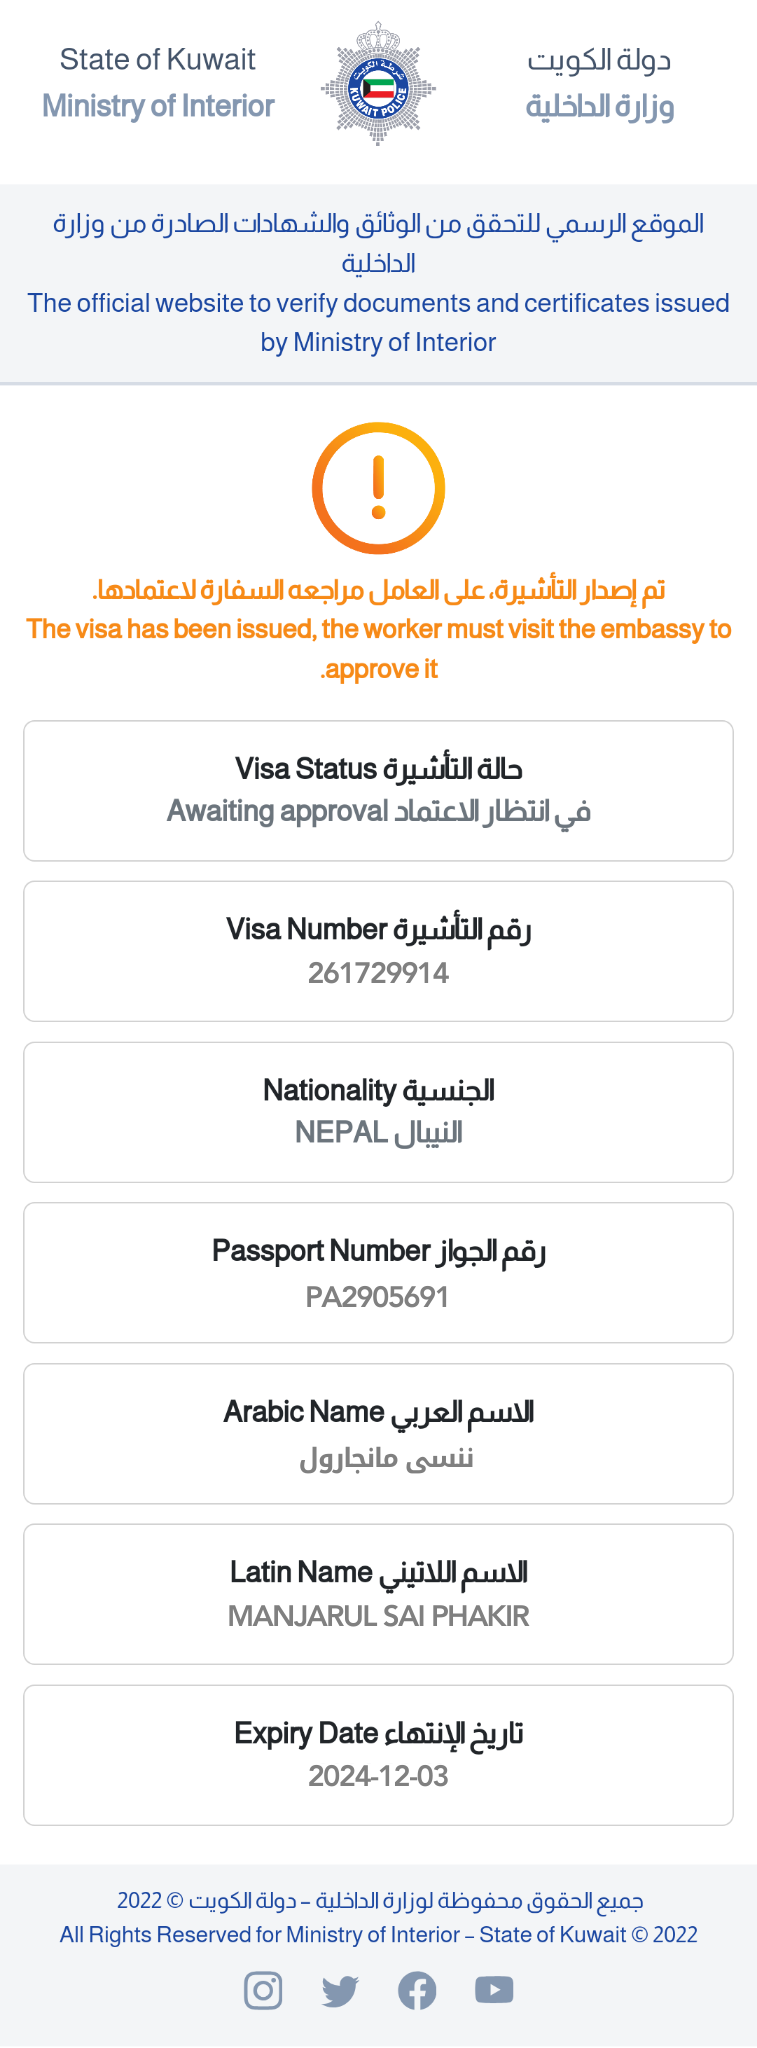 State of Kuwait
Ministry of Interior
شرطة الكويت
KUWAIT POLICE
دولة الكويت
وزارة الداخلية
الموقع الرسمي للتحقق من الوثائق والشهادات الصادرة من وزارة
الداخلية
The official website to verify documents and certificates issued
by Ministry of Interior
تم إصدار التأشيرة، على العامل مراجعه السفارة لاعتمادها.
The visa has been issued, the worker must visit the embassy to
.approve it
Visa Status حالة التأشيرة
Awaiting approval في انتظار الاعتماد
Visa Number رقم التأشيرة
261729914
Nationality الجنسية
NEPAL النيبال
Passport Number رقم الجواز
PA2905691
Arabic Name الاسم العربي
ننسى مانجارول
Latin Name الاسم اللاتيني
MANJARUL SAI PHAKIR
Expiry Date تاريخ الإنتهاء
2024-12-03
جميع الحقوق محفوظة لوزارة الداخلية – دولة الكويت © 2022
All Rights Reserved for Ministry of Interior – State of Kuwait © 2022